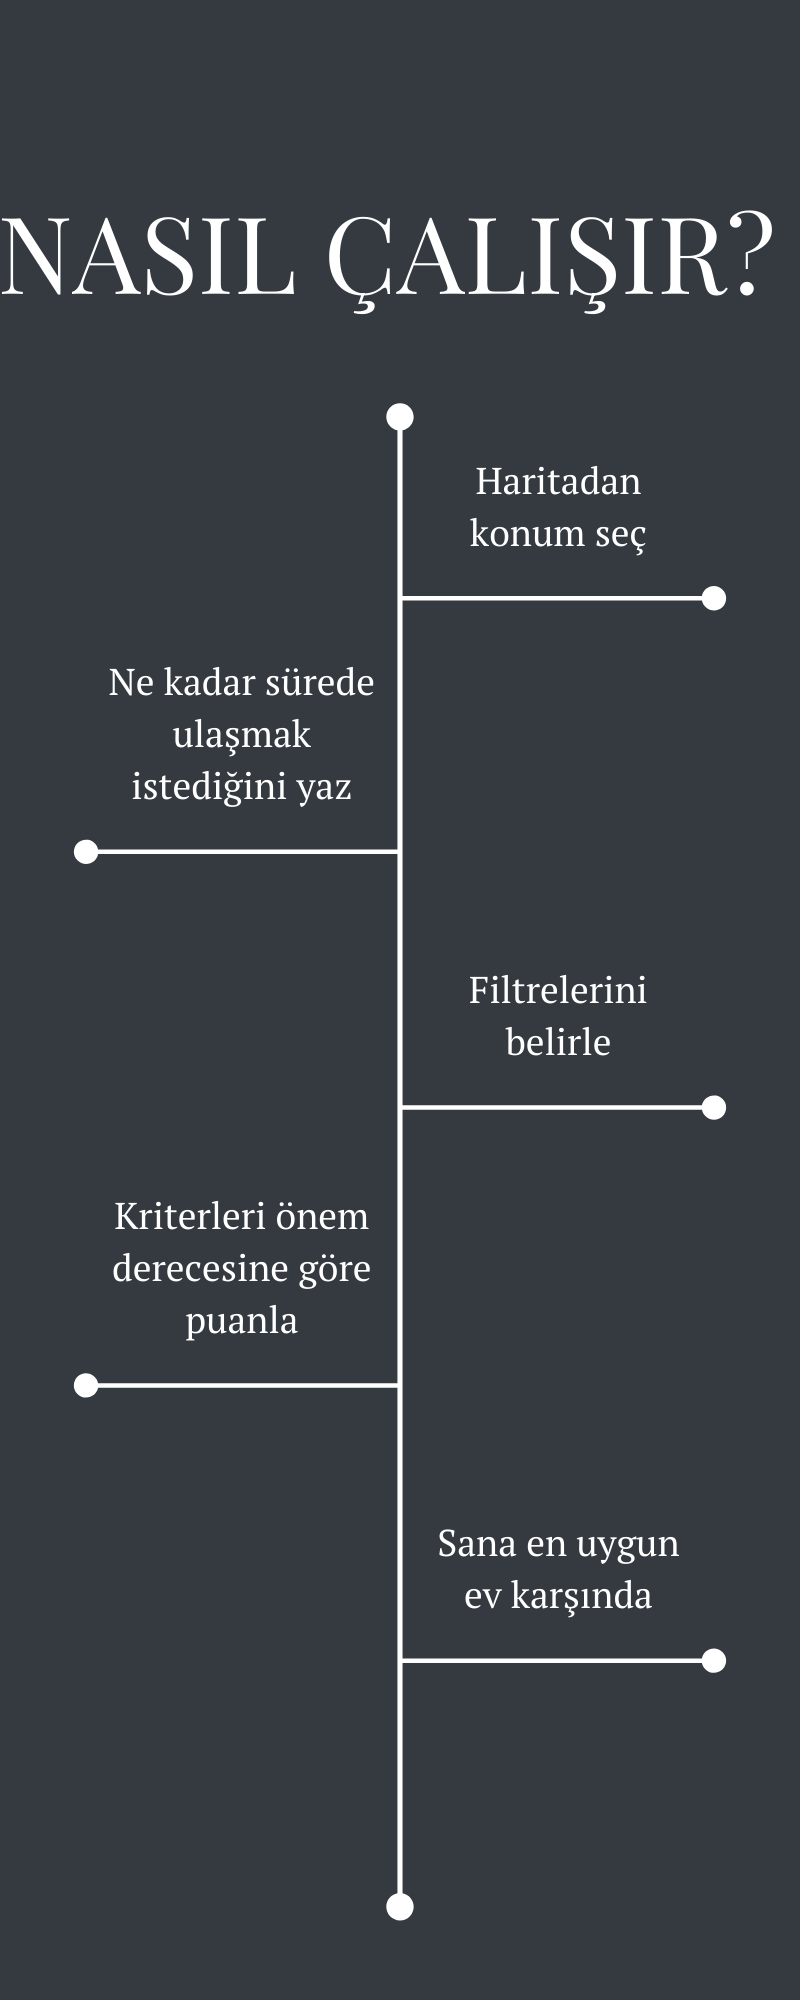 NASIL ÇALIŞIR?
Haritadan
konum seç
Ne kadar sürede
ulaşmak
istediğini yaz
Filtrelerini
belirle
Kriterleri önem
derecesine göre
puanla
Sana en uygun
ev karşında